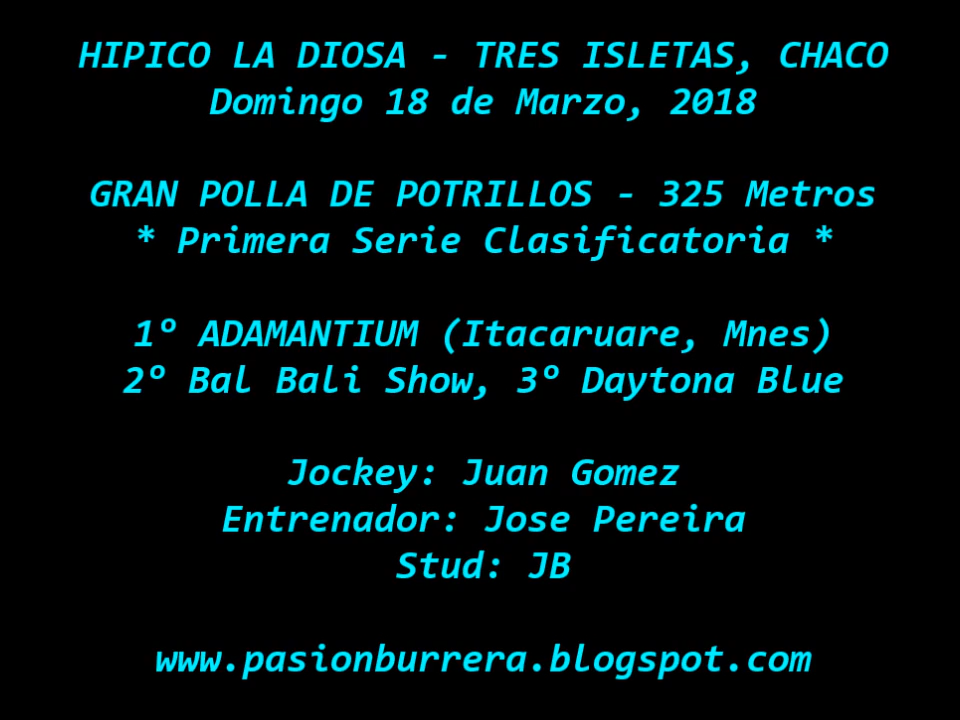 HIPICO LA DIOSA - TRES ISLETAS, CHACO
Domingo 18 de Marzo, 2018
GRAN POLLA DE POTRILLOS - 325 Metros
* Primera Serie Clasificatoria *
1º ADAMANTIUM (Itacaruare, Mnes)
2º Bal Bali Show, 3º Daytona Blue
Jockey: Juan Gomez
Entrenador: Jose Pereira
Stud: JB
www.pasionburrera.blogspot.com